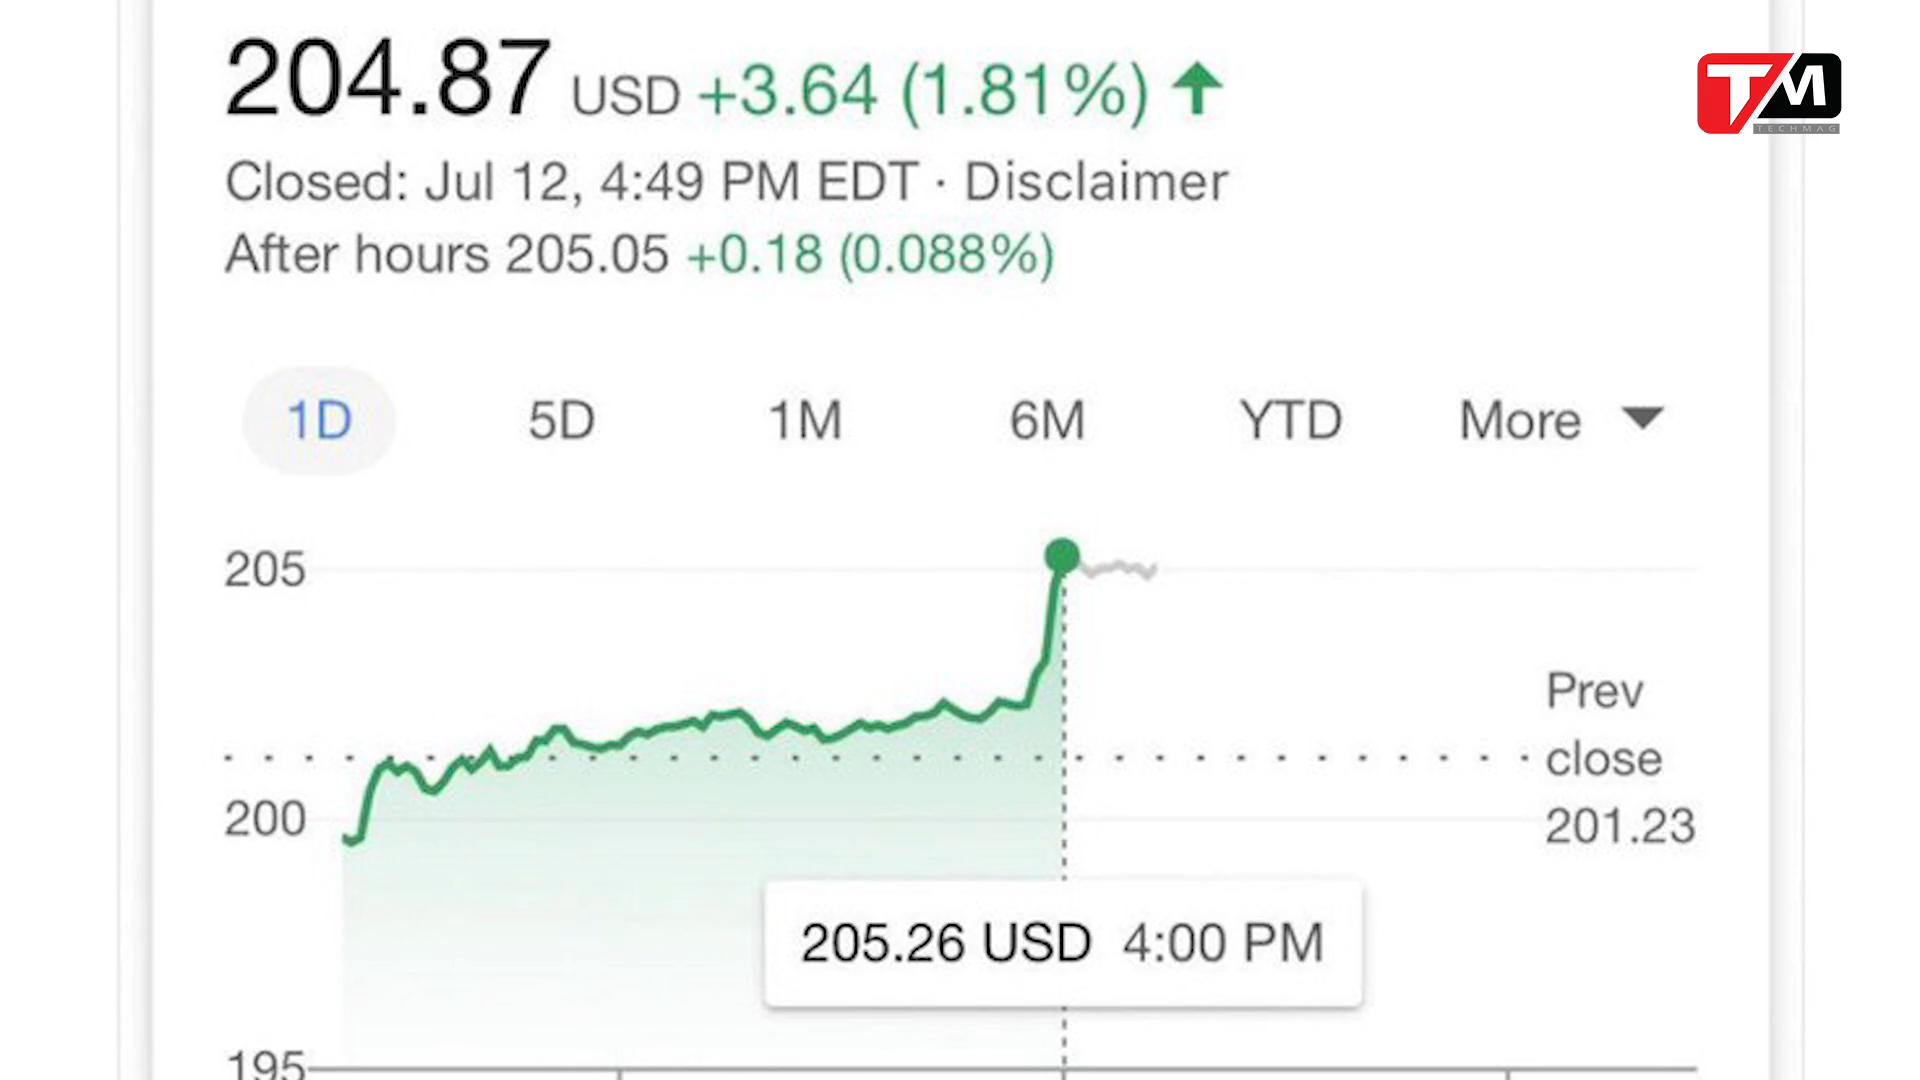 204.87 USD +3.64 (1.81%)
TM
TECHMAG
Closed: Jul 12, 4:49 PM EDT · Disclaimer
After hours 205.05 +0.18 (0.088%)
1D 5D 1M 6M YTD More
205
Prev
close
201.23
200
205.26 USD 4:00 PM
195